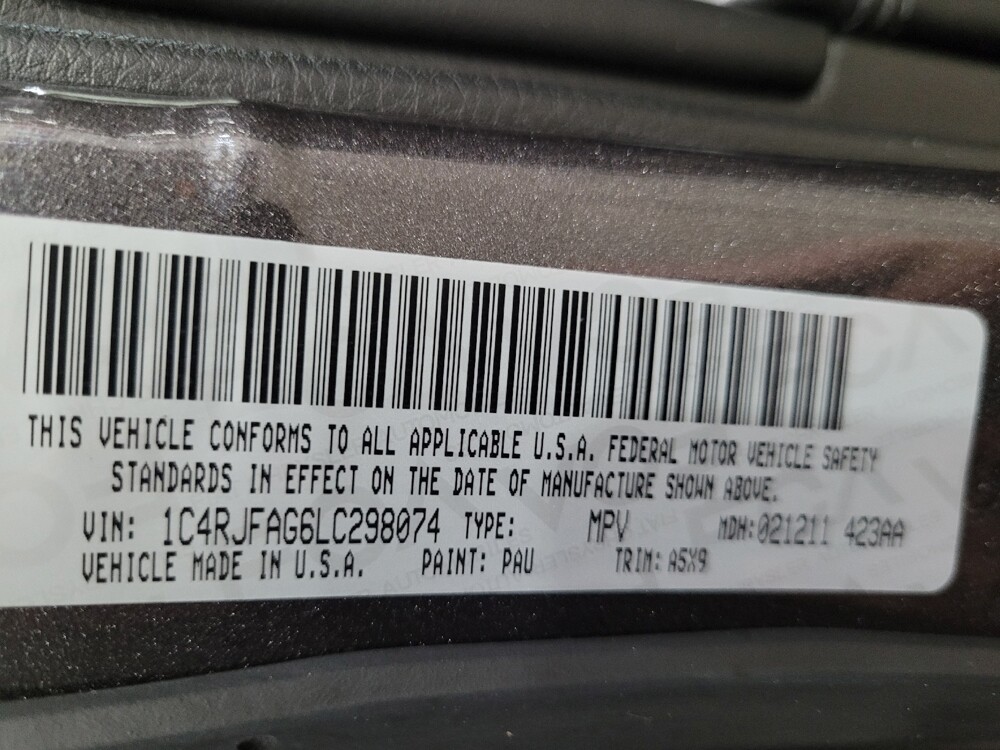 THIS VEHICLE CONFORMS TO ALL APPLICABLE U.S.A. FEDERAL MOTOR VEHICLE SAFETY
STANDARDS IN EFFECT ON THE DATE OF MANUFACTURE SHOWN ABOVE.
VIN: 1C4RJFAG6LC298074 TYPE: MPV MDH:021211 423AA
VEHICLE MADE IN U.S.A. PAINT: PAU TRIM: A5X9